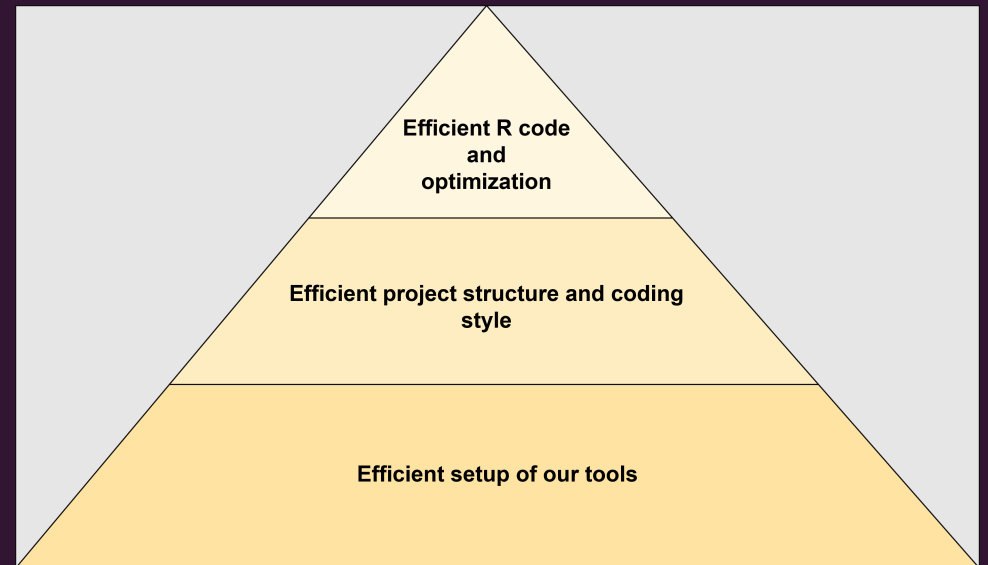 Efficient R code
and
optimization
Efficient project structure and coding
style
Efficient setup of our tools